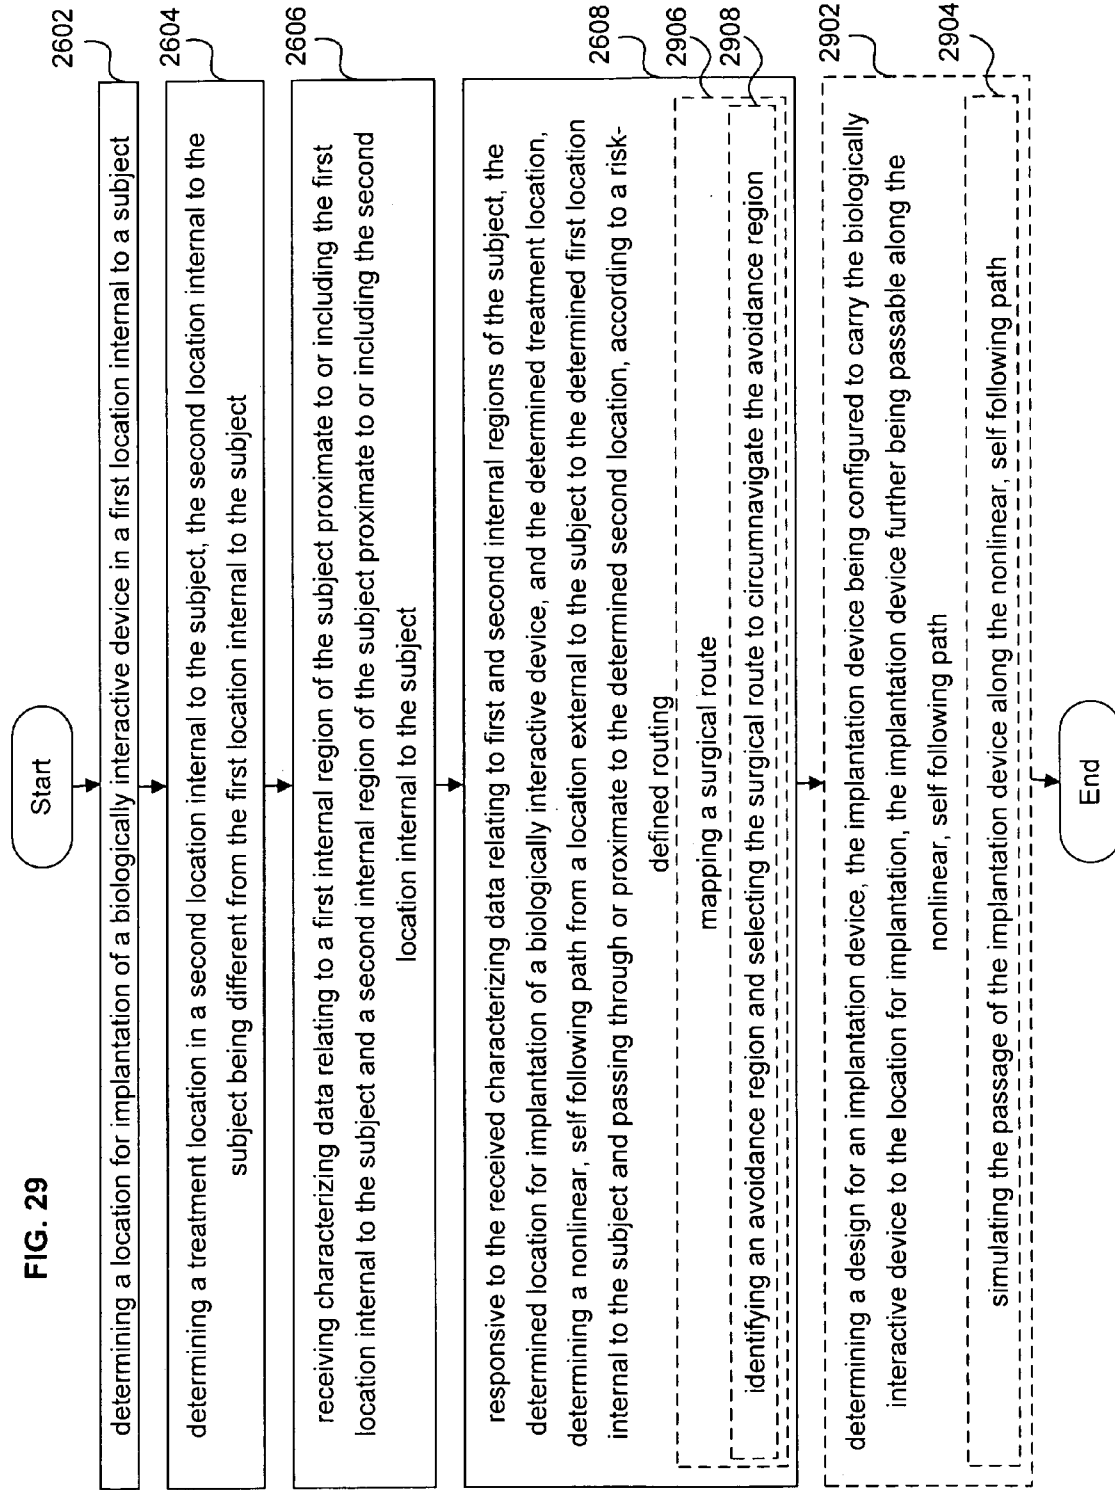 FIG. 29
Start
determining a location for implantation of a biologically interactive device in a first location internal to a subject
2602
determining a treatment location in a second location internal to the subject, the second location internal to the
subject being different from the first location internal to the subject
2604
receiving characterizing data relating to a first internal region of the subject proximate to or including the first
location internal to the subject and a second internal region of the subject proximate to or including the second
location internal to the subject
2606
responsive to the received characterizing data relating to first and second internal regions of the subject, the
determined location for implantation of a biologically interactive device, and the determined treatment location,
determining a nonlinear, self following path from a location external to the subject to the determined first location
internal to the subject and passing through or proximate to the determined second location, according to a risk-
defined routing
2608
mapping a surgical route
2906
identifying an avoidance region and selecting the surgical route to circumnavigate the avoidance region
2908
determining a design for an implantation device, the implantation device being configured to carry the biologically
interactive device to the location for implantation, the implantation device further being passable along the
nonlinear, self following path
2902
simulating the passage of the implantation device along the nonlinear, self following path
2904
End